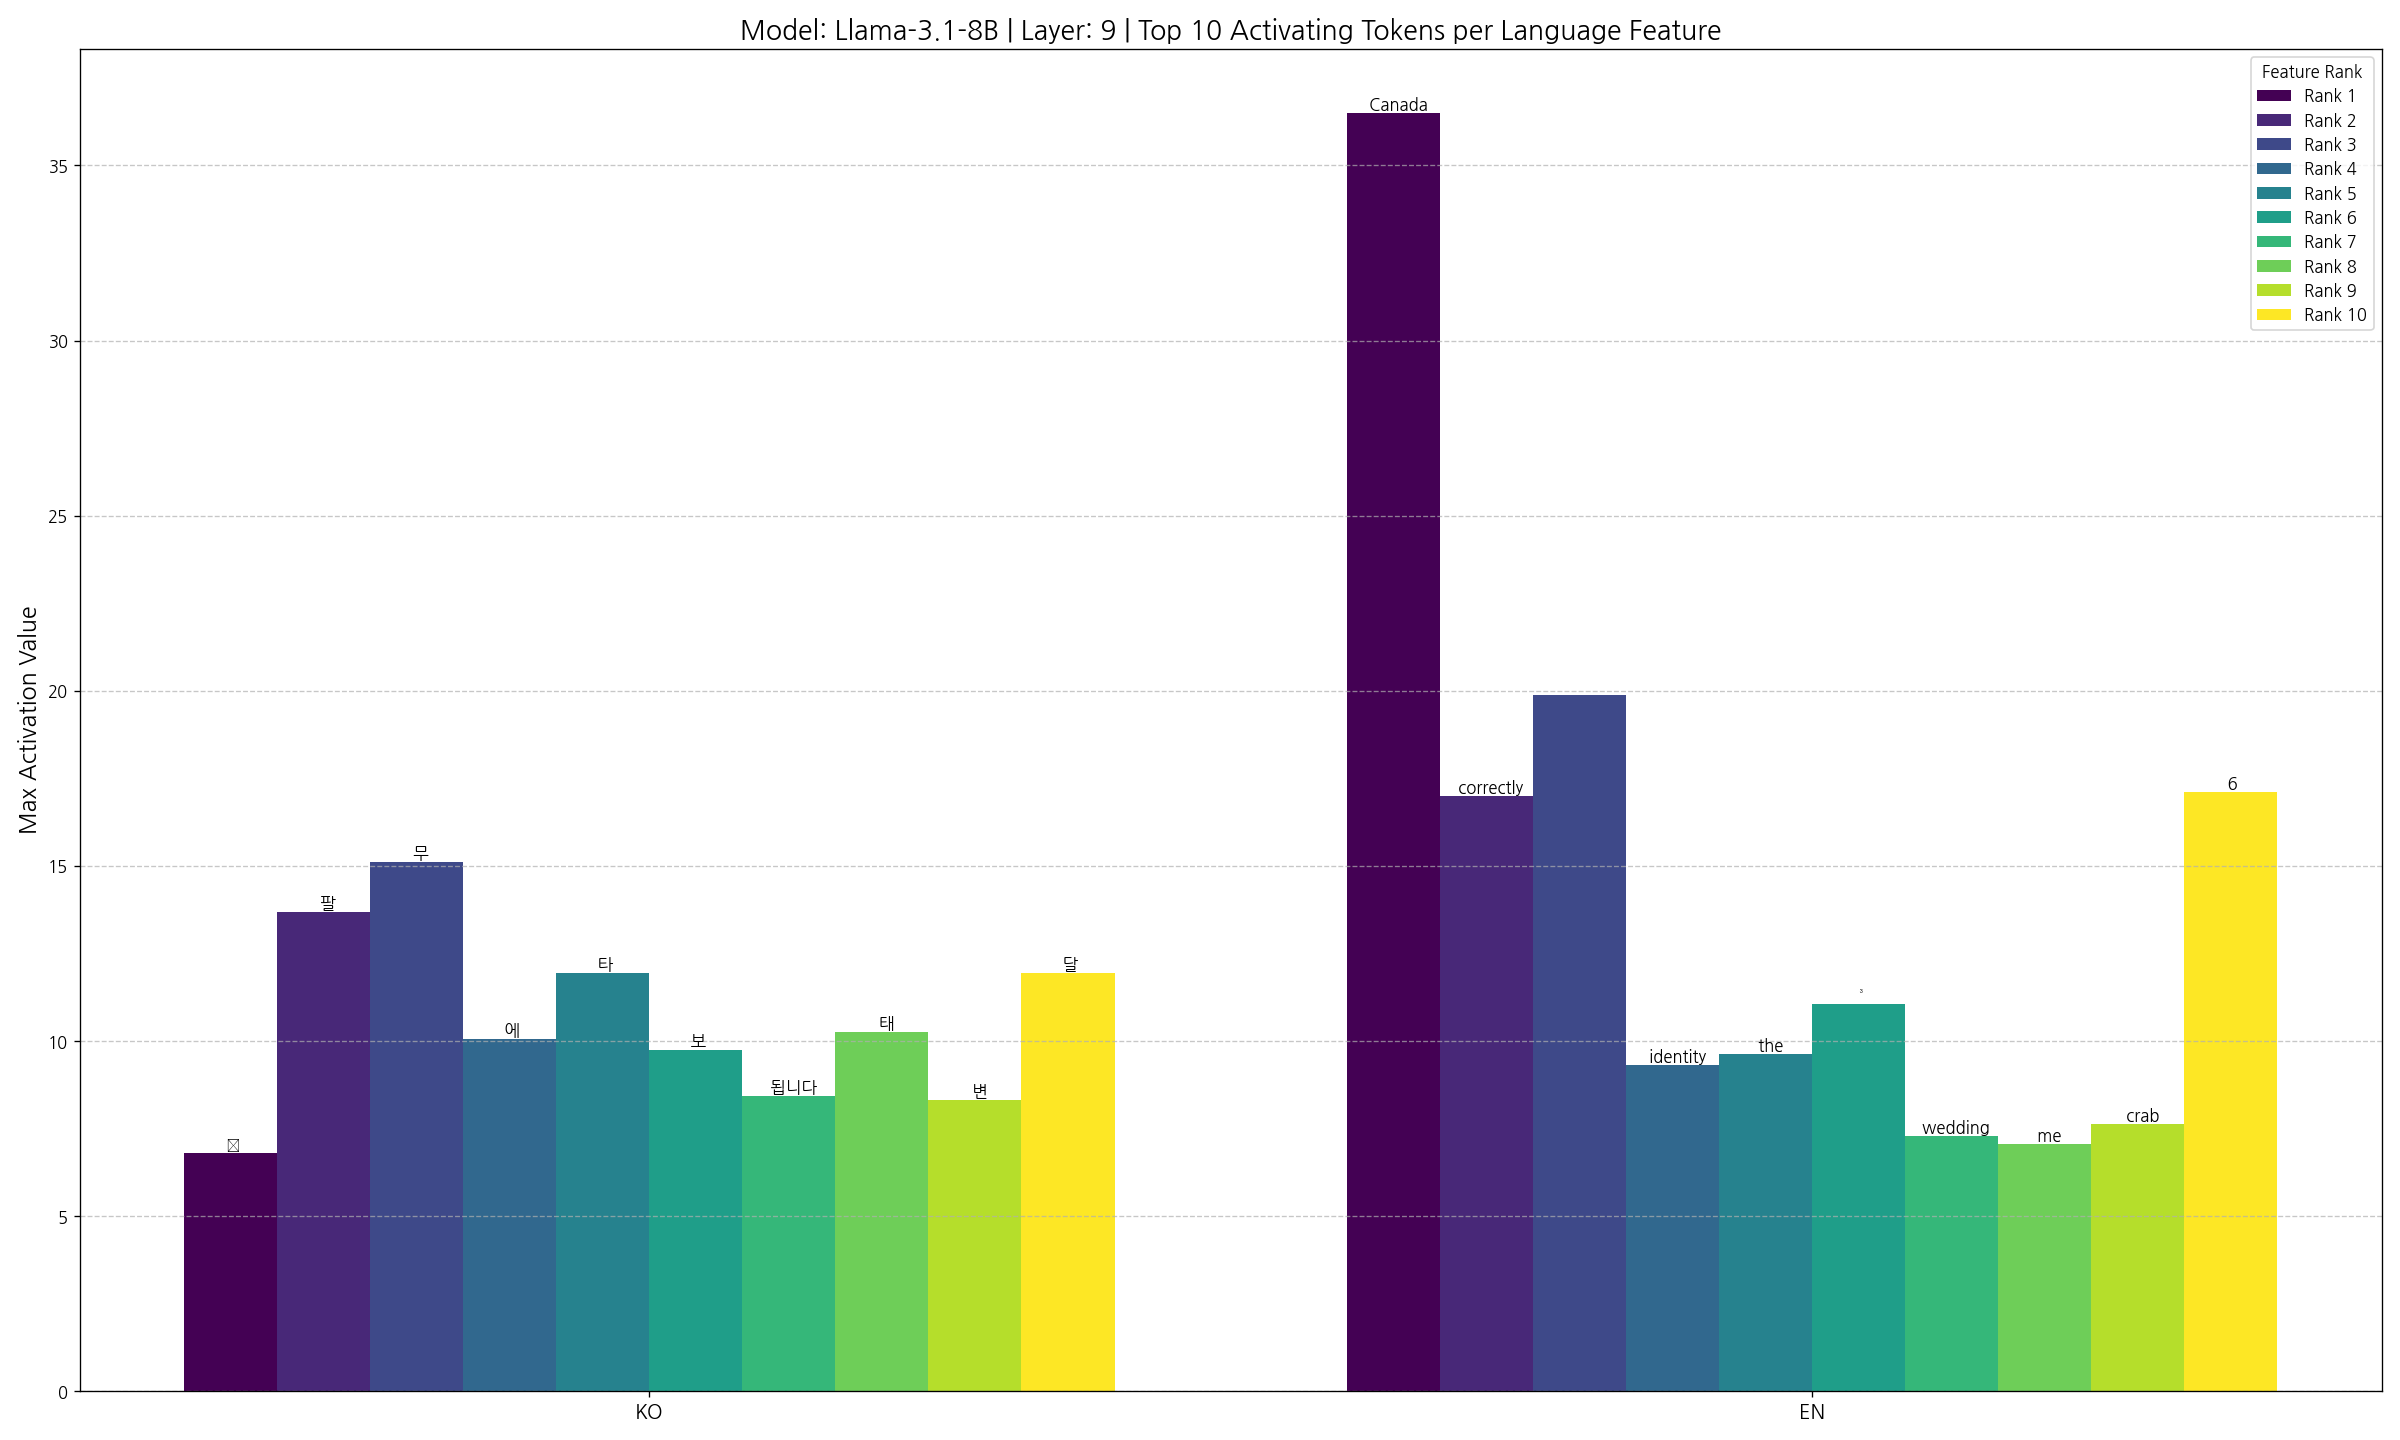 Model: Llama-3.1-8B | Layer: 9 | Top 10 Activating Tokens per Language Feature
Max Activation Value
35
30
25
20
15
10
5
0
팔
무
에
타
보
됩니다
태
변
달
Canada
correctly
identity
the
³
wedding
me
crab
6
KO
EN
Feature Rank
Rank 1
Rank 2
Rank 3
Rank 4
Rank 5
Rank 6
Rank 7
Rank 8
Rank 9
Rank 10